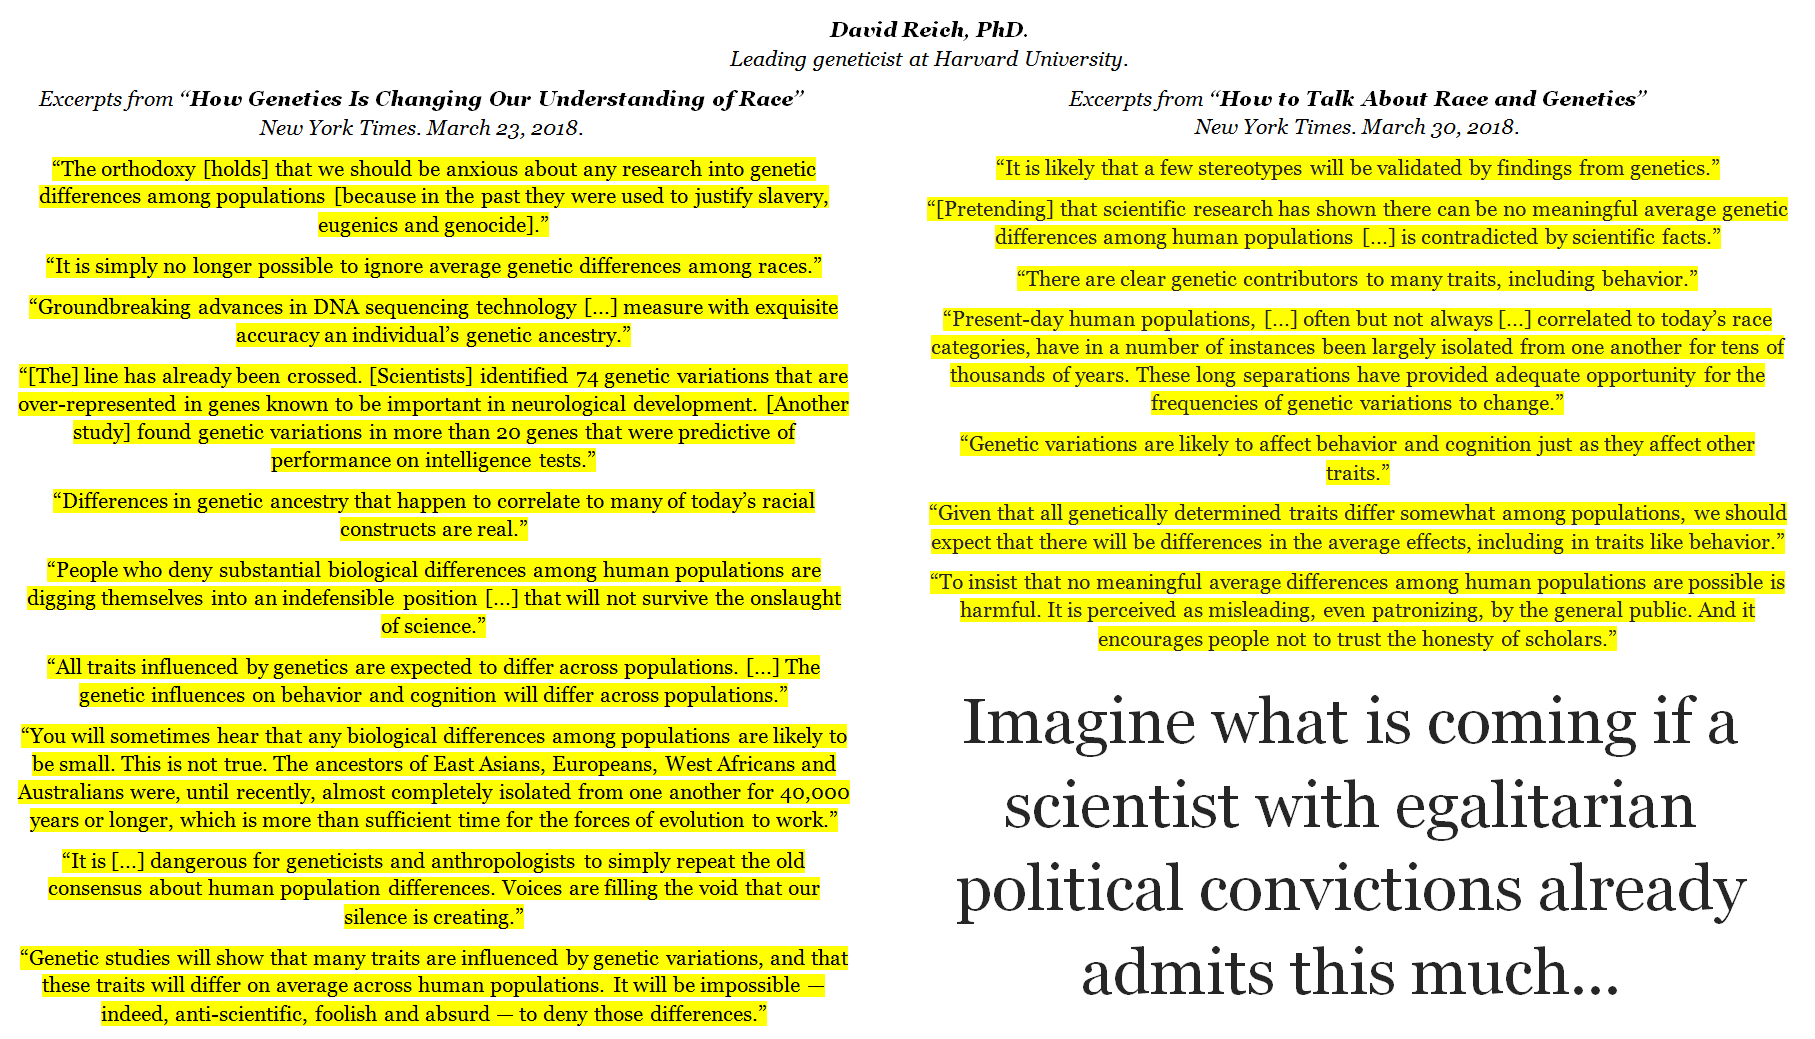 David Reich, PhD.
Leading geneticist at Harvard University.
Excerpts from “How Genetics Is Changing Our Understanding of Race”
New York Times. March 23, 2018.
“The orthodoxy [holds] that we should be anxious about any research into genetic
differences among populations [because in the past they were used to justify slavery,
eugenics and genocide].”
“It is simply no longer possible to ignore average genetic differences among races.”
“Groundbreaking advances in DNA sequencing technology [...] measure with exquisite
accuracy an individual’s genetic ancestry.”
“[The] line has already been crossed. [Scientists] identified 74 genetic variations that are
over-represented in genes known to be important in neurological development. [Another
study] found genetic variations in more than 20 genes that were predictive of
performance on intelligence tests.”
“Differences in genetic ancestry that happen to correlate to many of today’s racial
constructs are real.”
“People who deny substantial biological differences among human populations are
digging themselves into an indefensible position [...] that will not survive the onslaught
of science.”
“All traits influenced by genetics are expected to differ across populations. [...] The
genetic influences on behavior and cognition will differ across populations.”
“You will sometimes hear that any biological differences among populations are likely to
be small. This is not true. The ancestors of East Asians, Europeans, West Africans and
Australians were, until recently, almost completely isolated from one another for 40,000
years or longer, which is more than sufficient time for the forces of evolution to work.”
“It is [...] dangerous for geneticists and anthropologists to simply repeat the old
consensus about human population differences. Voices are filling the void that our
silence is creating.”
“Genetic studies will show that many traits are influenced by genetic variations, and that
these traits will differ on average across human populations. It will be impossible —
indeed, anti-scientific, foolish and absurd — to deny those differences.”
Excerpts from “How to Talk About Race and Genetics”
New York Times. March 30, 2018.
“It is likely that a few stereotypes will be validated by findings from genetics.”
“[Pretending] that scientific research has shown there can be no meaningful average genetic
differences among human populations [...] is contradicted by scientific facts.”
“There are clear genetic contributors to many traits, including behavior.”
“Present-day human populations, [...] often but not always [...] correlated to today’s race
categories, have in a number of instances been largely isolated from one another for tens of
thousands of years. These long separations have provided adequate opportunity for the
frequencies of genetic variations to change.”
“Genetic variations are likely to affect behavior and cognition just as they affect other
traits.”
“Given that all genetically determined traits differ somewhat among populations, we should
expect that there will be differences in the average effects, including in traits like behavior.”
“To insist that no meaningful average differences among human populations are possible is
harmful. It is perceived as misleading, even patronizing, by the general public. And it
encourages people not to trust the honesty of scholars.”
Imagine what is coming if a
scientist with egalitarian
political convictions already
admits this much...